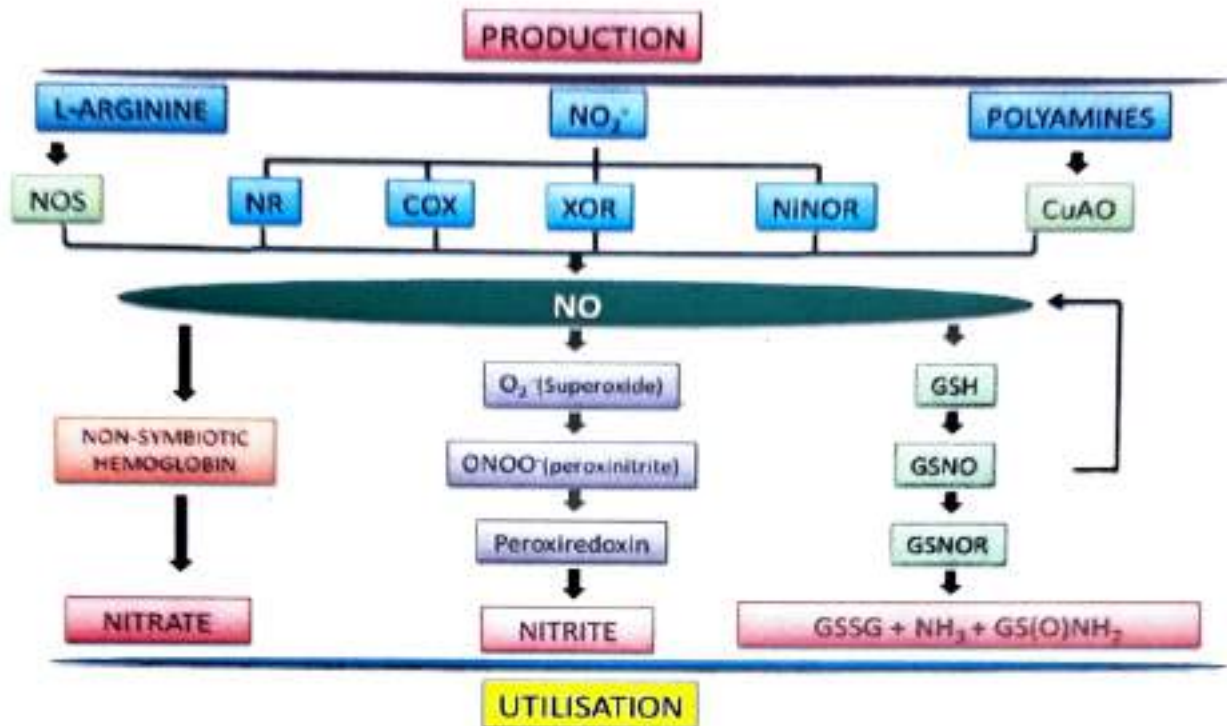 PRODUCTION
L-ARGININE
NO₂⁻
POLYAMINES
NOS
NR
COX
XOR
NiNOR
CuAO
NO
O₂⁻(Superoxide)
GSH
NON-SYMBIOTIC
HEMOGLOBIN
ONOO⁻(peroxinitrite)
GSNO
Peroxiredoxin
GSNOR
NITRATE
NITRITE
GSSG + NH₃ + GS(O)NH₂
UTILISATION